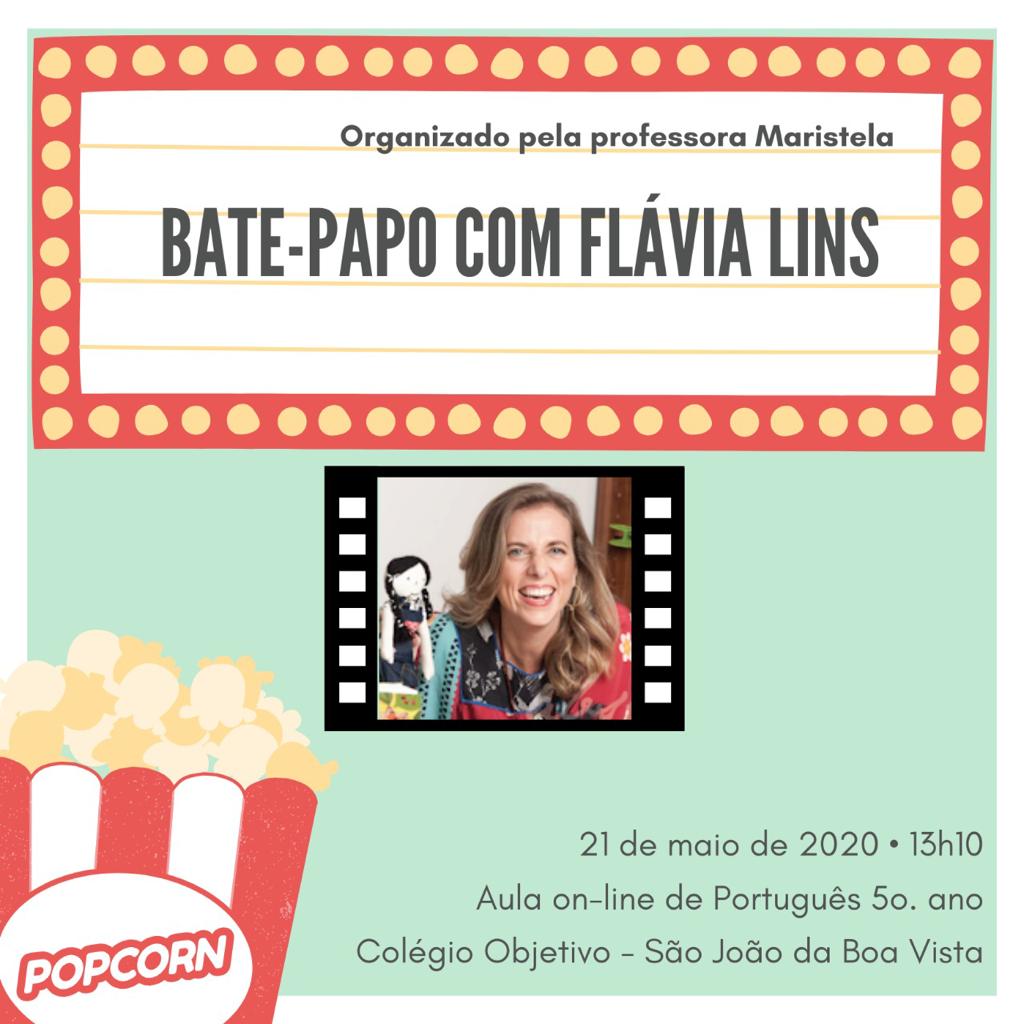 Organizado pela professora Maristela
BATE-PAPO COM FLÁVIA LINS
21 de maio de 2020 • 13h10
Aula on-line de Português 5o. ano
Colégio Objetivo - São João da Boa Vista
POPCORN